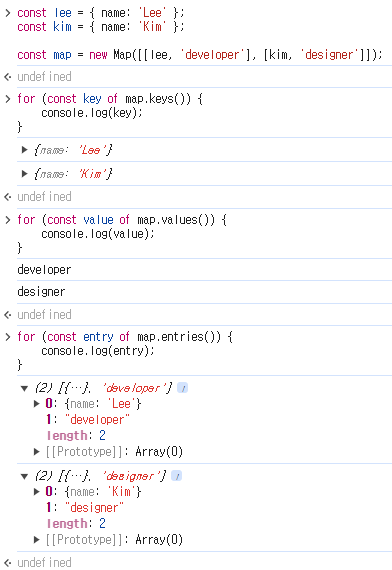 > const lee = { name: 'Lee' };
const kim = { name: 'Kim' };
const map = new Map([[lee, 'developer'], [kim, 'designer']]);
<· undefined
> for (const key of map.keys()) {
console.log(key);
}
▶ {name: 'Lee'}
▶ {name: 'Kim'}
<· undefined
> for (const value of map.values()) {
console.log(value);
}
developer
designer
<· undefined
> for (const entry of map.entries()) {
console.log(entry);
}
▼ (2) [{…}, 'developer'] i
▶ 0: {name: 'Lee'}
1: "developer"
length: 2
▶ [[Prototype]]: Array(0)
▼ (2) [{…}, 'designer'] i
▶ 0: {name: 'Kim'}
1: "designer"
length: 2
▶ [[Prototype]]: Array(0)
<· undefined